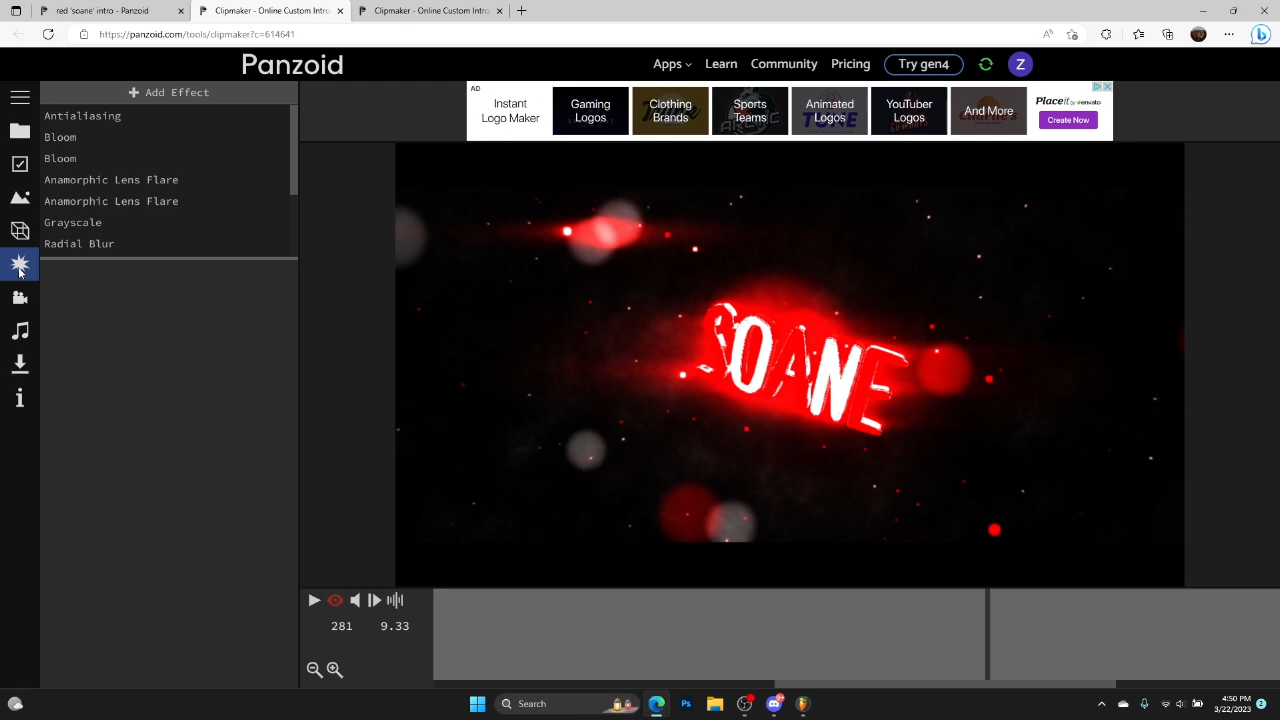 red 'soane' intro - Panzoid
Clipmaker - Online Custom Intro
Clipmaker - Online Custom Intro
https://panzoid.com/tools/clipmaker?c=614641
Panzoid
Apps
Learn
Community
Pricing
Try gen4
Z
Add Effect
Antialiasing
Bloom
Bloom
Anamorphic Lens Flare
Anamorphic Lens Flare
Grayscale
Radial Blur
AD
Instant
Logo Maker
Gaming
Logos
Clothing
Brands
Sports
Teams
Animated
Logos
YouTuber
Logos
And More
Placeit by envato
Create Now
SOANE
281 9.33
Search
4:50 PM
3/22/2023